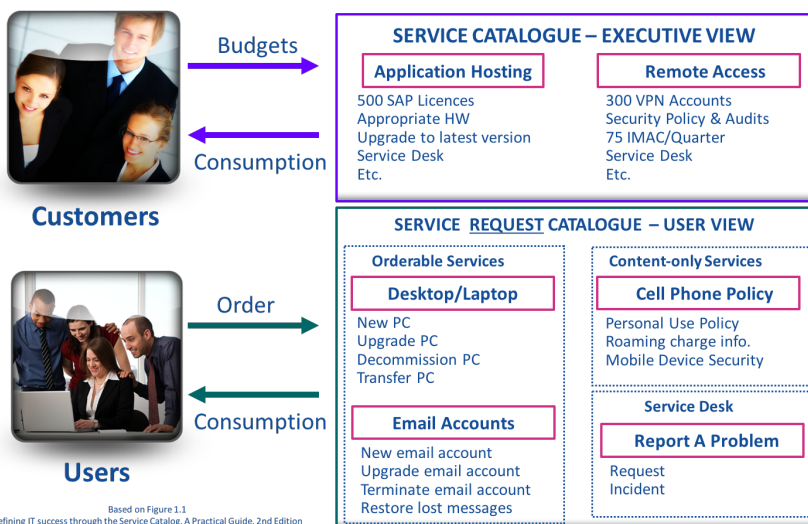 Budgets
Consumption
Customers
SERVICE CATALOGUE – EXECUTIVE VIEW
Application Hosting
500 SAP Licences
Appropriate HW
Upgrade to latest version
Service Desk
Etc.
Remote Access
300 VPN Accounts
Security Policy & Audits
75 IMAC/Quarter
Service Desk
Etc.
Order
Consumption
Users
SERVICE REQUEST CATALOGUE – USER VIEW
Orderable Services
Desktop/Laptop
New PC
Upgrade PC
Decommission PC
Transfer PC
Email Accounts
New email account
Upgrade email account
Terminate email account
Restore lost messages
Content-only Services
Cell Phone Policy
Personal Use Policy
Roaming charge info.
Mobile Device Security
Service Desk
Report A Problem
Request
Incident
Based on Figure 1.1
efining IT success through the Service Catalog, A Practical Guide, 2nd Edition